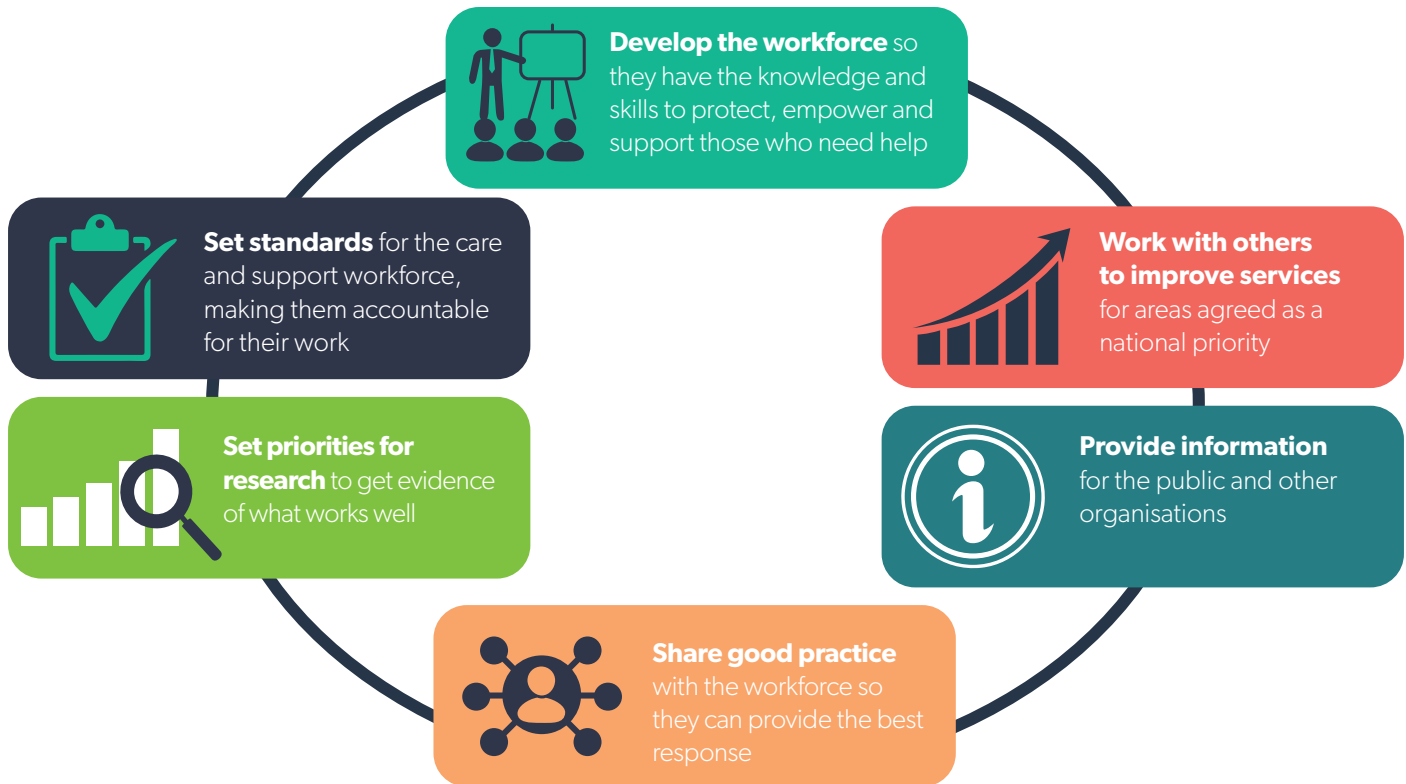 Develop the workforce so
they have the knowledge and
skills to protect, empower and
support those who need help
Set standards for the care
and support workforce,
making them accountable
for their work
Work with others
to improve services
for areas agreed as a
national priority
Set priorities for
research to get evidence
of what works well
Provide information
for the public and other
organisations
Share good practice
with the workforce so
they can provide the best
response